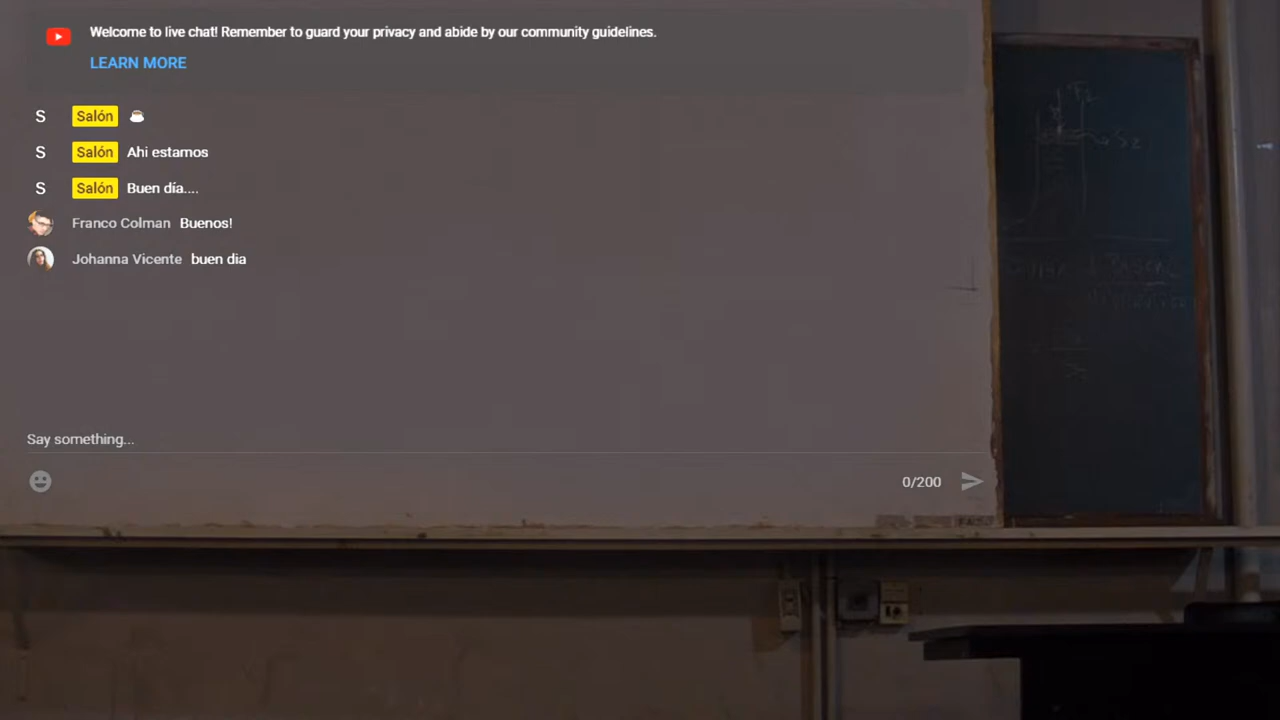 Welcome to live chat! Remember to guard your privacy and abide by our community guidelines.
LEARN MORE
S Salón ☕
S Salón Ahi estamos
S Salón Buen día....
Franco Colman Buenos!
Johanna Vicente buen dia
Say something...
0/200